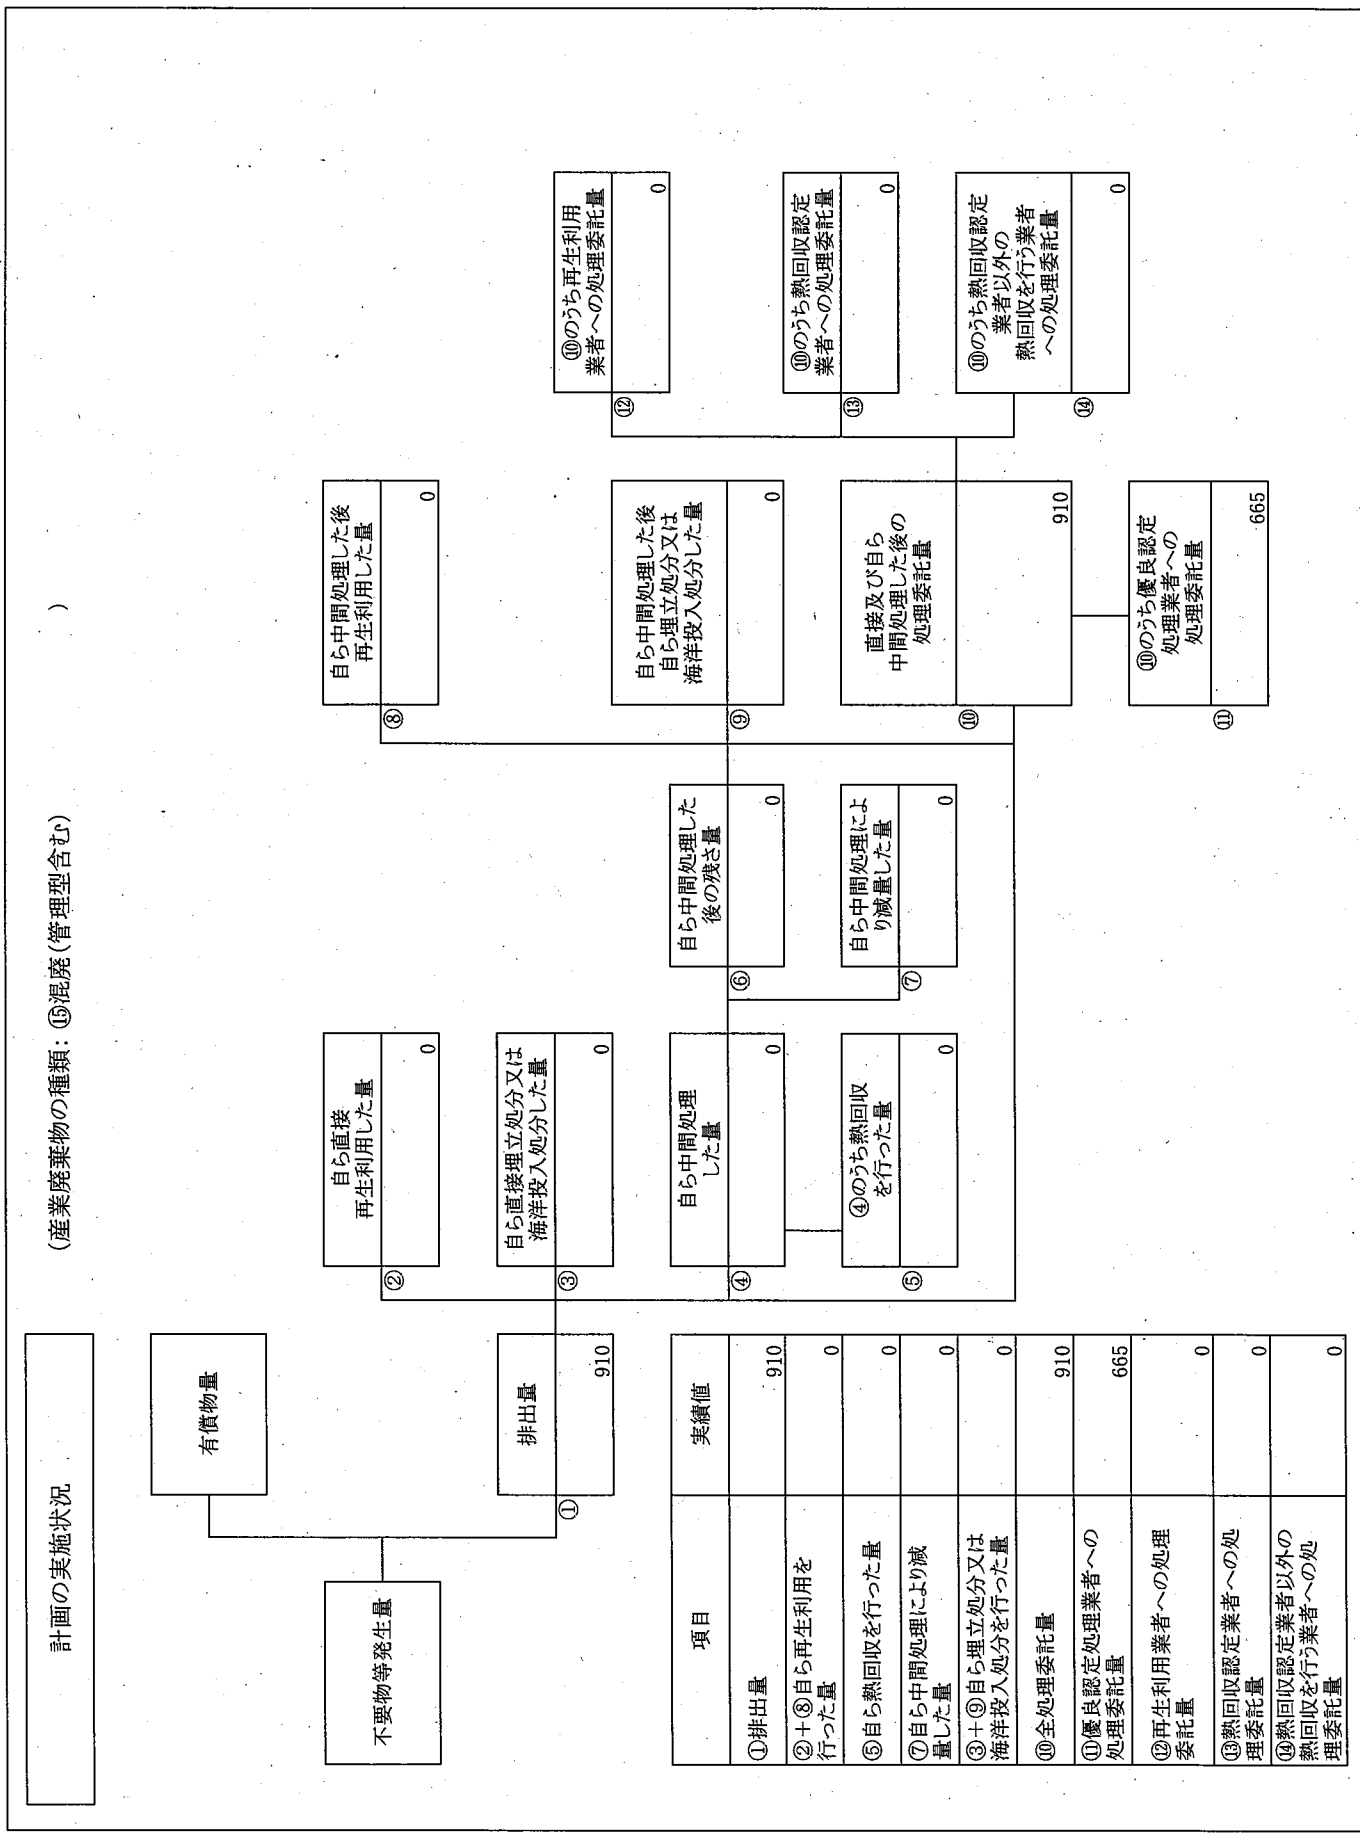 計画の実施状況
(産業廃棄物の種類:⑮混廃(管理型含む) )
不要物等発生量
有償物量
①
排出量
910
②
自ら直接
再生利用した量
0
③
自ら直接埋立処分又は
海洋投入処分した量
0
④
自ら中間処理
した量
0
⑤
④のうち熱回収
を行った量
0
⑥
自ら中間処理した
後の残さ量
0
⑦
自ら中間処理によ
り減量した量
0
⑧
自ら中間処理した後
再生利用した量
0
⑨
自ら中間処理した後
自ら埋立処分又は
海洋投入処分した量
0
⑩
直接及び自ら
中間処理した後の
処理委託量
910
⑪
⑩のうち優良認定
処理業者への
処理委託量
665
⑫
⑩のうち再生利用
業者への処理委託量
0
⑬
⑩のうち熱回収認定
業者への処理委託量
0
⑭
⑩のうち熱回収認定
業者以外の
熱回収を行う業者
への処理委託量
0
項目 実績値
①排出量 910
②+⑧自ら再生利用を
行った量 0
⑤自ら熱回収を行った量 0
⑦自ら中間処理により減
量した量 0
③+⑨自ら埋立処分又は
海洋投入処分を行った量 0
⑩全処理委託量 910
⑪優良認定処理業者への
処理委託量 665
⑫再生利用業者への処理
委託量 0
⑬熱回収認定業者への処
理委託量 0
⑭熱回収認定業者以外の
熱回収を行う業者への処
理委託量 0